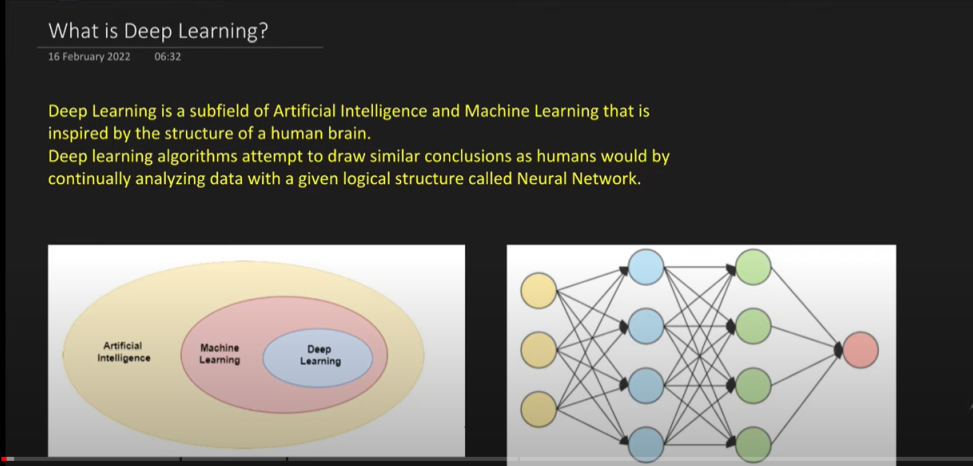 What is Deep Learning?
16 February 2022 06:32
Deep Learning is a subfield of Artificial Intelligence and Machine Learning that is
inspired by the structure of a human brain.
Deep learning algorithms attempt to draw similar conclusions as humans would by
continually analyzing data with a given logical structure called Neural Network.
Artificial
Intelligence
Machine
Learning
Deep
Learning